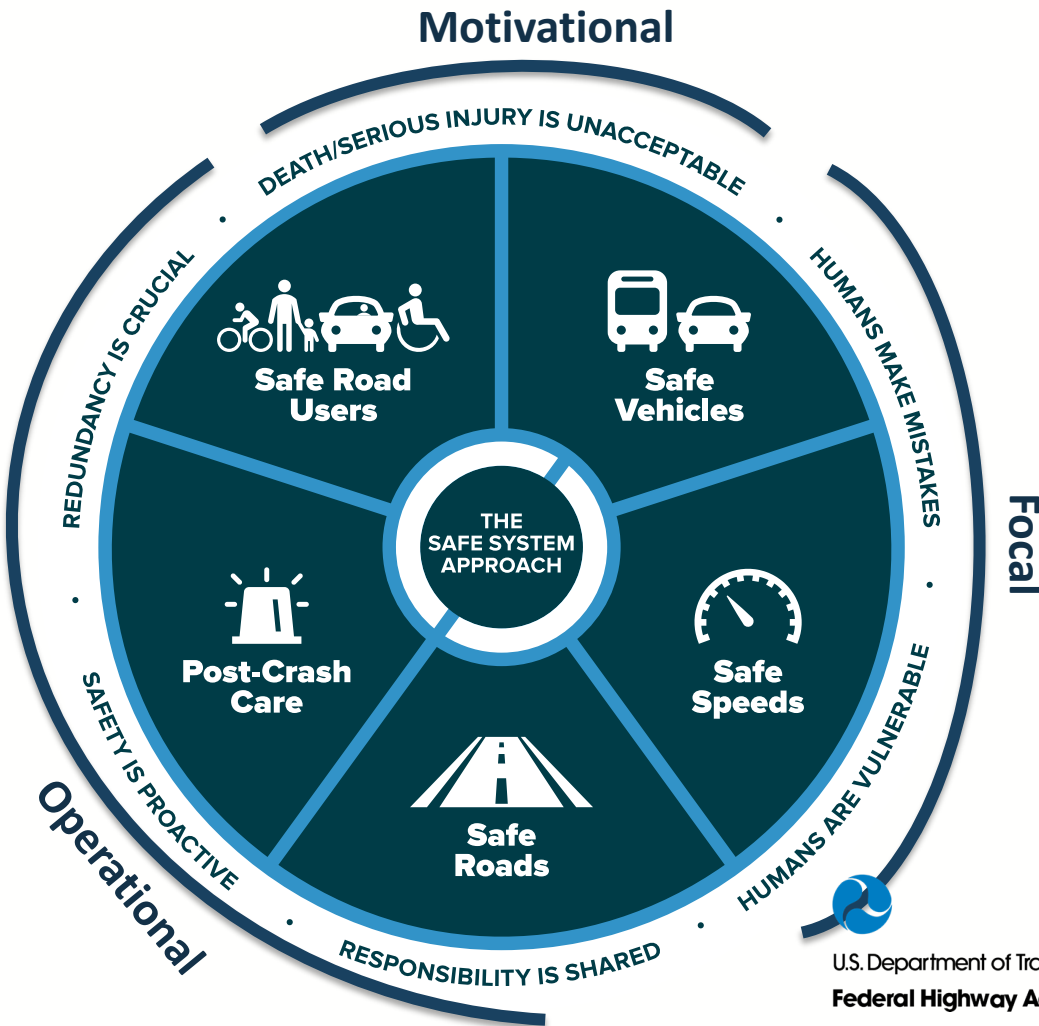 Motivational
DEATH/SERIOUS INJURY IS UNACCEPTABLE
HUMANS MAKE MISTAKES
Focal
HUMANS ARE VULNERABLE
RESPONSIBILITY IS SHARED
SAFETY IS PROACTIVE
Operational
REDUNDANCY IS CRUCIAL
Safe Road
Users
Safe
Vehicles
THE
SAFE SYSTEM
APPROACH
Post-Crash
Care
Safe
Speeds
Safe
Roads
U.S. Department of
Federal Highway